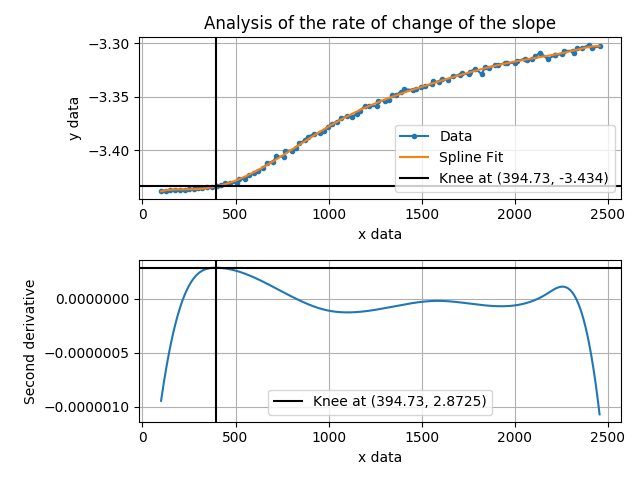 Analysis of the rate of change of the slope
−3.30
−3.35
−3.40
y data
Data
Spline Fit
Knee at (394.73, -3.434)
0 500 1000 1500 2000 2500
x data
0.0000000
−0.0000005
−0.0000010
Second derivative
Knee at (394.73, 2.8725)
0 500 1000 1500 2000 2500
x data